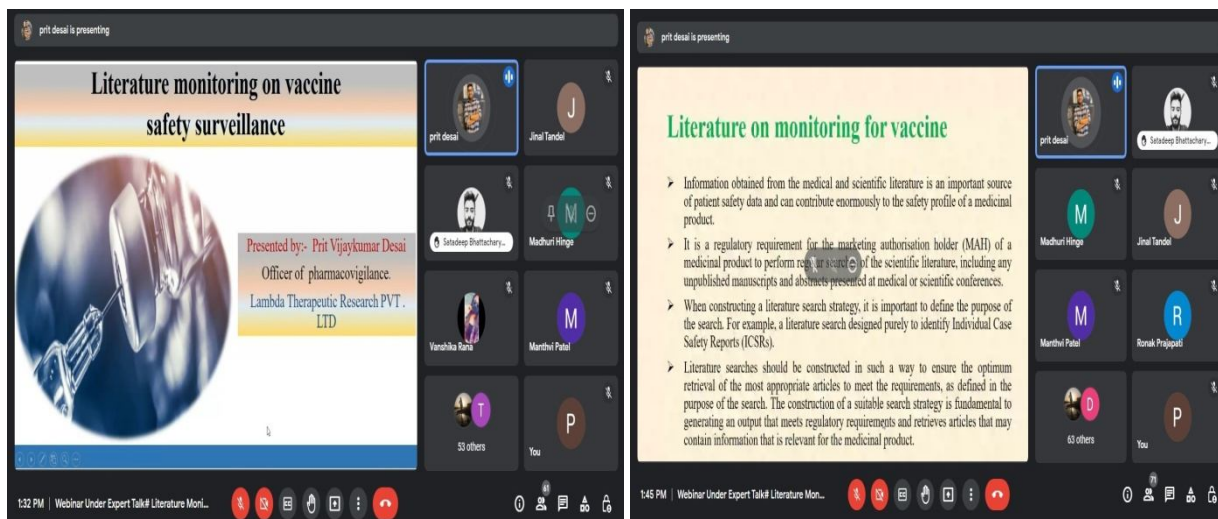 prit desai is presenting
Literature monitoring on vaccine
safety surveillance
Presented by:- Prit Vijaykumar Desai
Officer of pharmacovigilance.
Lambda Therapeutic Research PVT .
LTD
prit desai
J
Jinal Tandel
Satadeep Bhattachary...
M
Madhuri Hinge
Vanshika Rana
M
Manthvi Patel
T
53 others
P
You
1:32 PM | Webinar Under Expert Talk# Literature Moni...
61
prit desai is presenting
Literature on monitoring for vaccine
➤ Information obtained from the medical and scientific literature is an important source
of patient safety data and can contribute enormously to the safety profile of a medicinal
product.
➤ It is a regulatory requirement for the marketing authorisation holder (MAH) of a
medicinal product to perform of the scientific literature, including any
unpublished manuscripts and abstracts presented at medical or scientific conferences.
➤ When constructing a literature search strategy, it is important to define the purpose of
the search. For example, a literature search designed purely to identify Individual Case
Safety Reports (ICSRs).
➤ Literature searches should be constructed in such a way to ensure the optimum
retrieval of the most appropriate articles to meet the requirements, as defined in the
purpose of the search. The construction of a suitable search strategy is fundamental to
generating an output that meets regulatory requirements and retrieves articles that may
contain information that is relevant for the medicinal product.
prit desai
Satadeep Bhattachary...
M
Madhuri Hinge
J
Jinal Tandel
M
Manthvi Patel
R
Ronak Prajapati
D
63 others
P
You
1:45 PM | Webinar Under Expert Talk# Literature Mon...
71